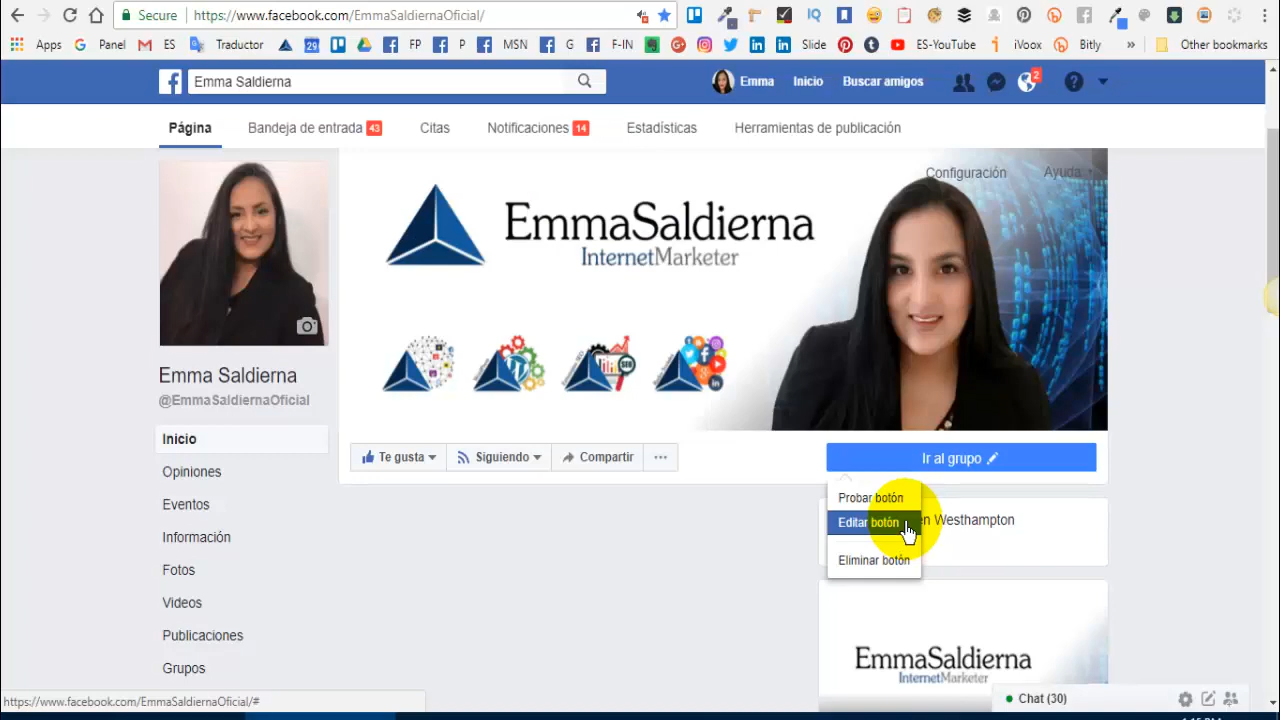 Secure https://www.facebook.com/EmmaSaldiernaOficial/
Apps Panel ES Traductor 29 FP P MSN G F-IN Slide ES-YouTube iVoox Bitly » Other bookmarks
Emma Saldierna Emma Inicio Buscar amigos 2
Página Bandeja de entrada 43 Citas Notificaciones 14 Estadísticas Herramientas de publicación
Configuración Ayuda
EmmaSaldierna
InternetMarketer
Emma Saldierna
@EmmaSaldiernaOficial
Te gusta Siguiendo Compartir ... Ir al grupo
Inicio
Opiniones
Eventos
Información
Fotos
Videos
Publicaciones
Grupos
Probar botón
Editar botón
Westhampton
Eliminar botón
EmmaSaldierna
InternetMarketer
Chat (30)
https://www.facebook.com/EmmaSaldiernaOficial/#